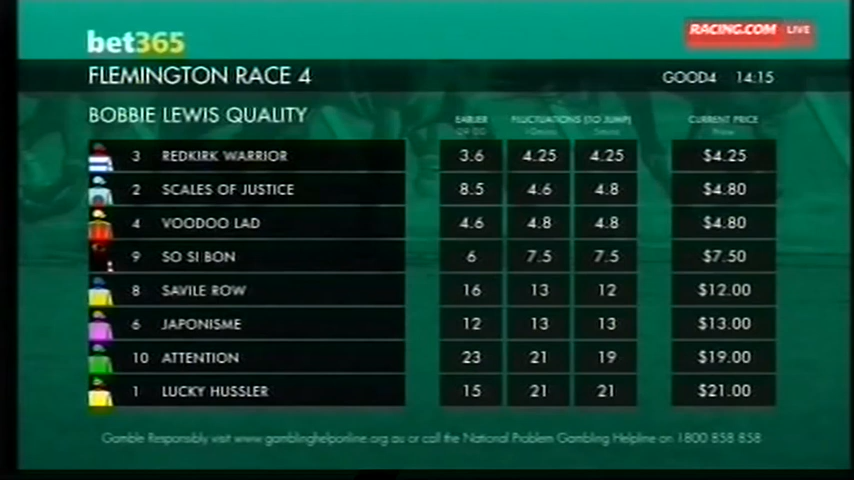 bet365
RACING.COM LIVE
FLEMINGTON RACE 4 GOOD4 14:15
BOBBIE LEWIS QUALITY EARLIER FLUCTUATIONS (TO JUMP) CURRENT PRICE
09:00 10mins 5mins Now
3 REDKIRK WARRIOR 3.6 4.25 4.25 $4.25
2 SCALES OF JUSTICE 8.5 4.6 4.8 $4.80
4 VOODOO LAD 4.6 4.8 4.8 $4.80
9 SO SI BON 6 7.5 7.5 $7.50
8 SAVILE ROW 16 13 12 $12.00
6 JAPONISME 12 13 13 $13.00
10 ATTENTION 23 21 19 $19.00
1 LUCKY HUSSLER 15 21 21 $21.00
Gamble Responsibly visit www.gamblinghelponline.org.au or call the National Problem Gambling Helpline on 1800 858 858